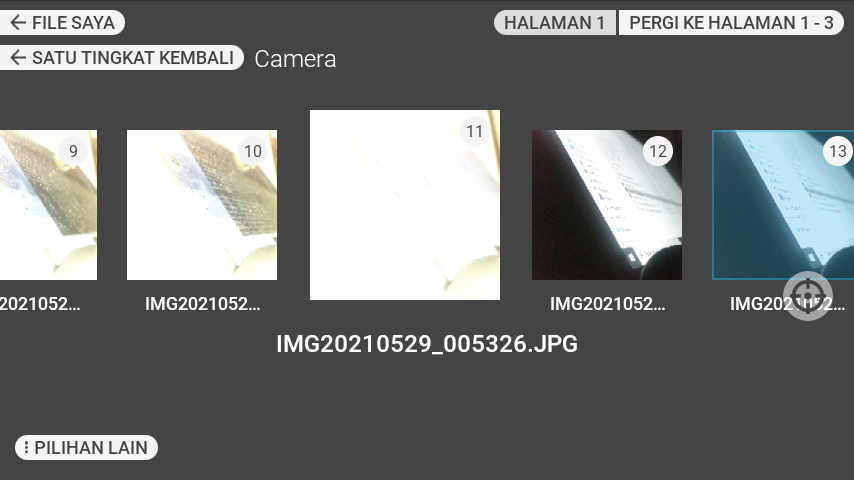 FILE SAYA
HALAMAN 1
PERGI KE HALAMAN 1 - 3
SATU TINGKAT KEMBALI
Camera
9
10
11
12
13
2021052...
IMG2021052...
IMG2021052...
IMG2021052...
IMG20210529_005326.JPG
PILIHAN LAIN